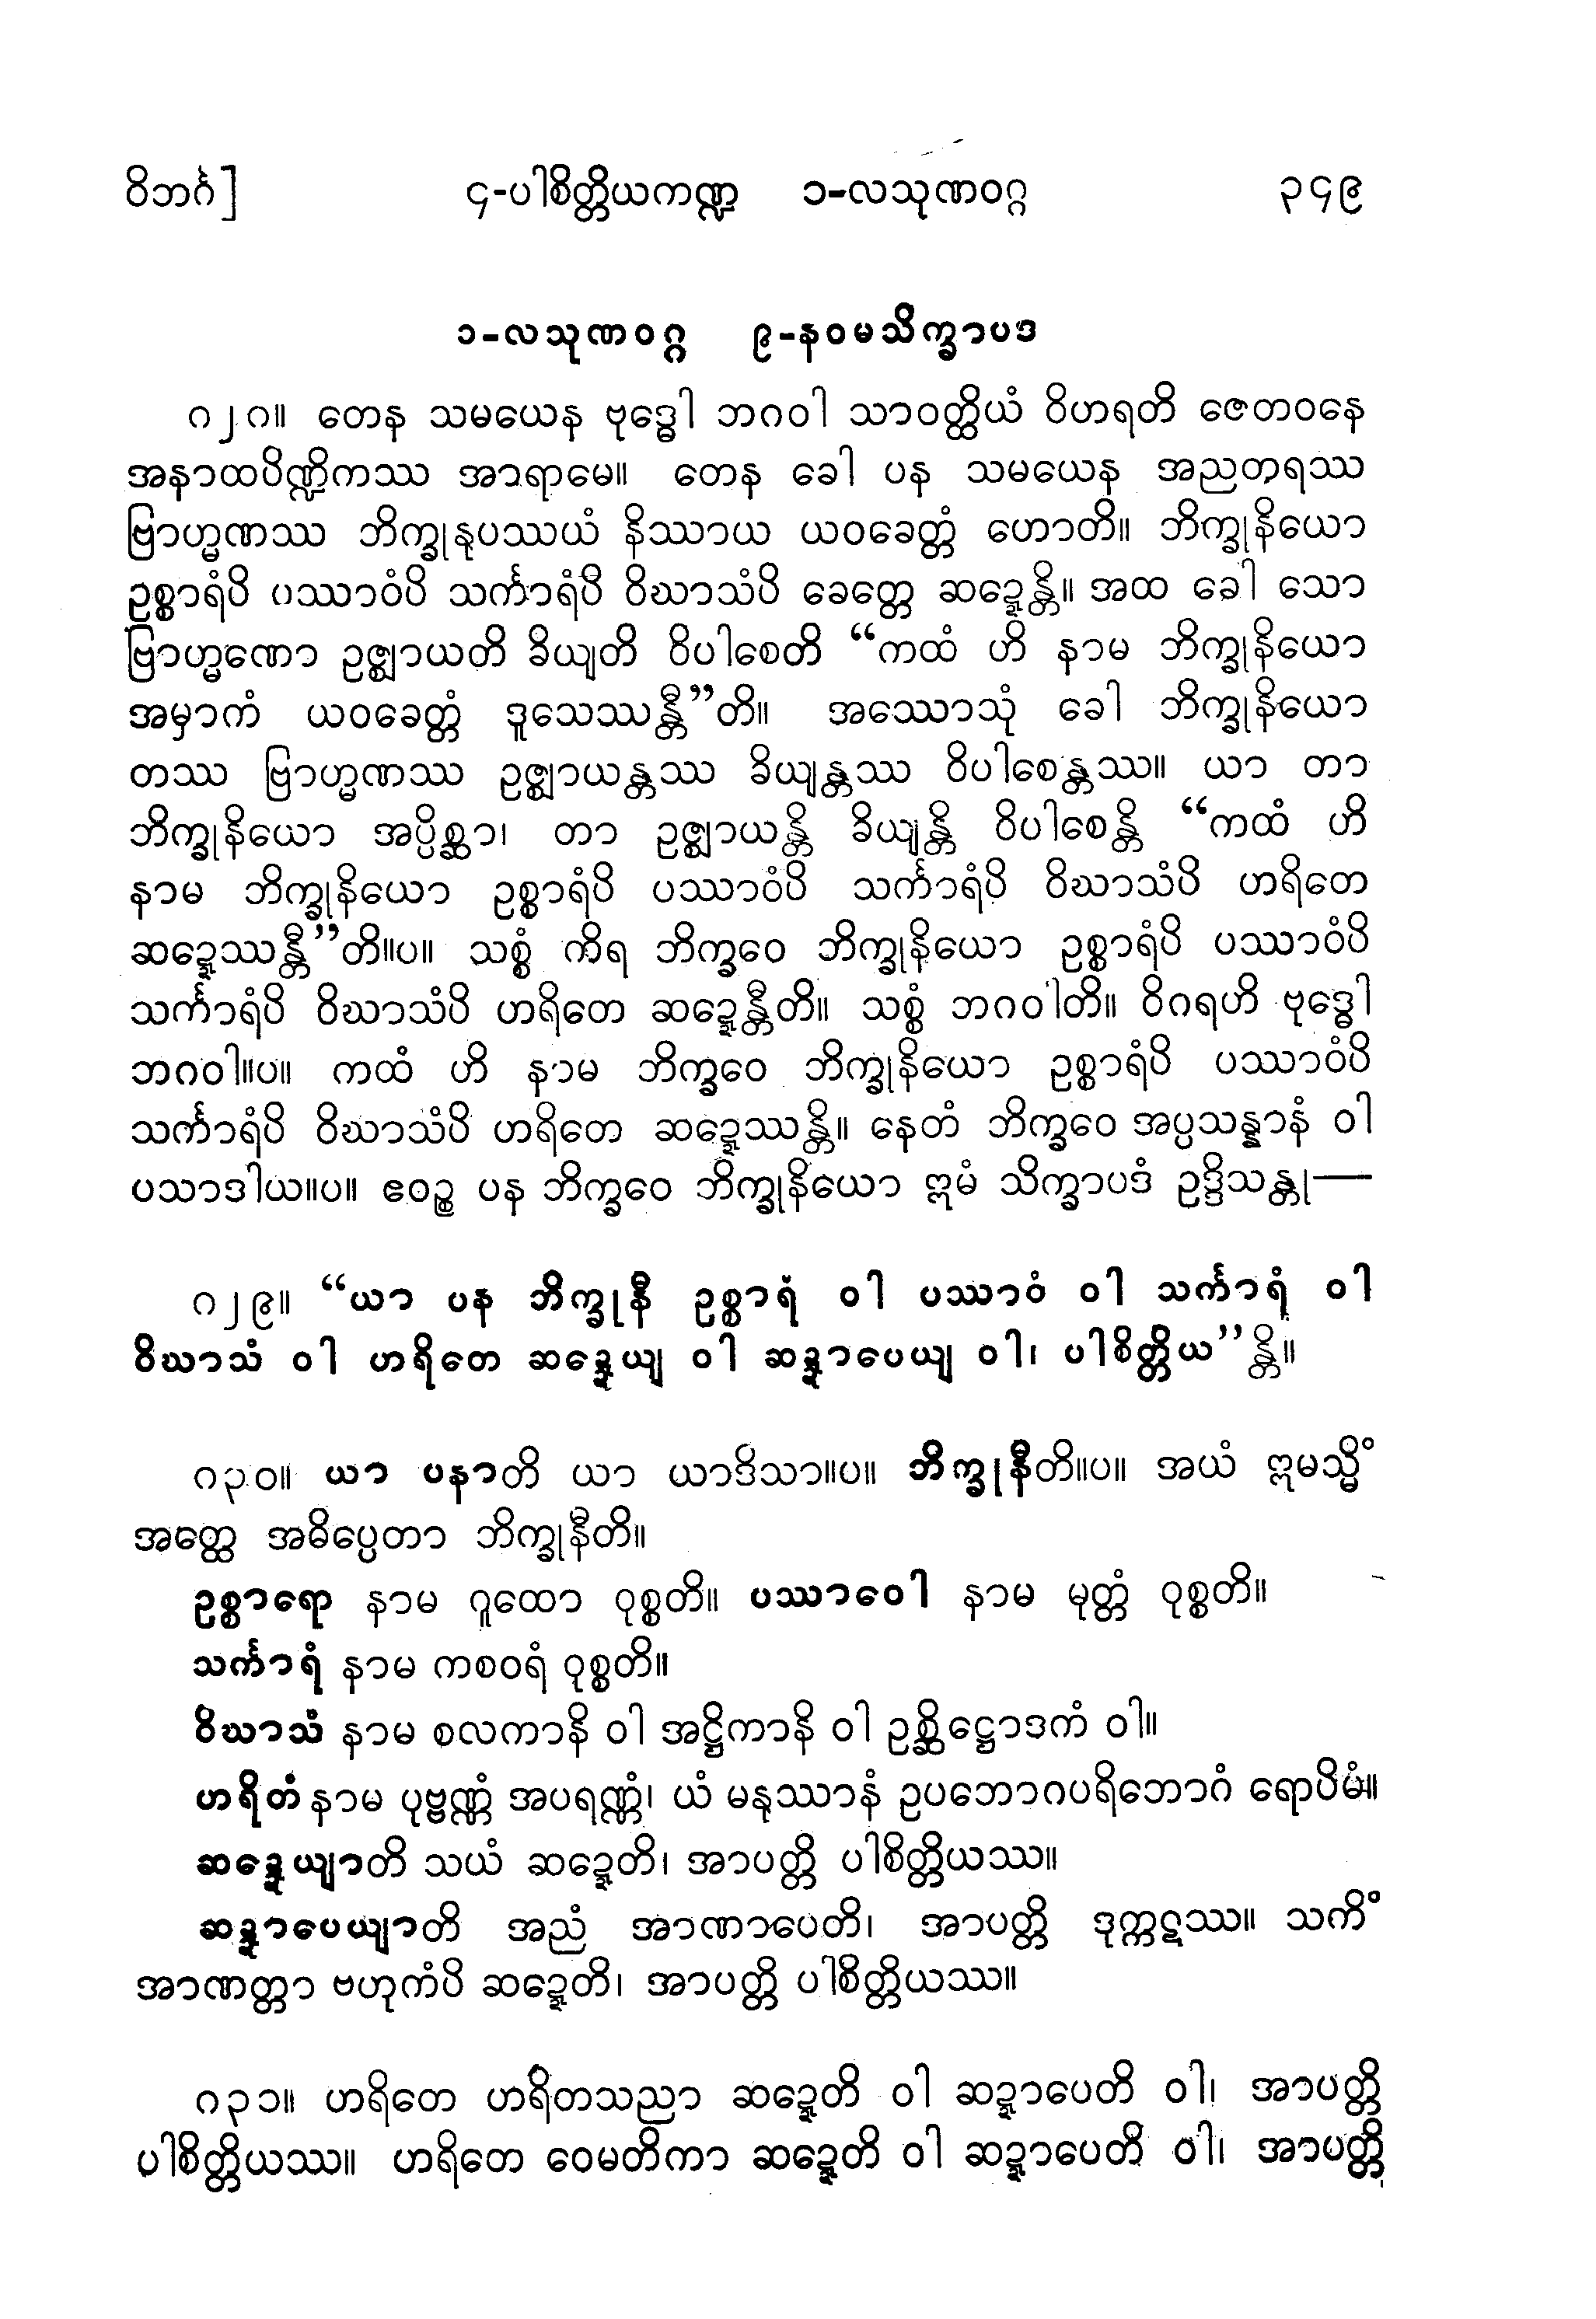 ဝိဘင်္ဂ] ၄-ပါစိတ္တိယကဏ္ဍ ၁-လသုဏဝဂ္ဂ ၃၄၉
၁-လသုဏဝဂ္ဂ ၉-နဝမသိက္ခာပဒ
၈၂၈။ တေန သမယေန ဗုဒ္ဓေါ ဘဂဝါ သာဝတ္ထိယံ ဝိဟရတိ ဇေတဝနေ
အနာထပိဏ္ဍိကဿ အာရာမေ။ တေန ခေါ ပန သမယေန အညတရဿ
ဗြာဟ္မဏဿ ဘိက္ခုနူပဿယံ နိဿာယ ယဝခေတ္တံ ဟောတိ။ ဘိက္ခုနိယော
ဥစ္စာရံပိ ပဿာဝံပိ သင်္ကာရံပိ ဝိဃာသံပိ ခေတ္တေ ဆဍ္ဍေန္တိ။ အထ ခေါ သော
ဗြာဟ္မဏော ဥဇ္ဈာယတိ ခိယျတိ ဝိပါစေတိ “ကထံ ဟိ နာမ ဘိက္ခုနိယော
အမှာကံ ယဝခေတ္တံ ဒူသေဿန္တီ”တိ။ အဿောသုံ ခေါ ဘိက္ခုနိယော
တဿ ဗြာဟ္မဏဿ ဥဇ္ဈာယန္တဿ ခိယျန္တဿ ဝိပါစေန္တဿ။ ယာ တာ
ဘိက္ခုနိယော အပ္ပိစ္ဆာ၊ တာ ဥဇ္ဈာယန္တိ ခိယျန္တိ ဝိပါစေန္တိ “ကထံ ဟိ
နာမ ဘိက္ခုနိယော ဥစ္စာရံပိ ပဿာဝံပိ သင်္ကာရံပိ ဝိဃာသံပိ ဟရိတေ
ဆဍ္ဍေဿန္တီ”တိ။ပ။ သစ္စံ ကိရ ဘိက္ခဝေ ဘိက္ခုနိယော ဥစ္စာရံပိ ပဿာဝံပိ
သင်္ကာရံပိ ဝိဃာသံပိ ဟရိတေ ဆဍ္ဍေန္တီတိ။ သစ္စံ ဘဂဝါတိ။ ဝိဂရဟိ ဗုဒ္ဓေါ
ဘဂဝါ။ပ။ ကထံ ဟိ နာမ ဘိက္ခဝေ ဘိက္ခုနိယော ဥစ္စာရံပိ ပဿာဝံပိ
သင်္ကာရံပိ ဝိဃာသံပိ ဟရိတေ ဆဍ္ဍေဿန္တိ။ နေတံ ဘိက္ခဝေ အပ္ပသန္နာနံ ဝါ
ပသာဒါယ။ပ။ ဧဝဉ္စ ပန ဘိက္ခဝေ ဘိက္ခုနိယော ဣမံ သိက္ခာပဒံ ဥဒ္ဒိသန္တု—
၈၂၉။ “ယာ ပန ဘိက္ခုနီ ဥစ္စာရံ ဝါ ပဿာဝံ ဝါ သင်္ကာရံ ဝါ
ဝိဃာသံ ဝါ ဟရိတေ ဆဍ္ဍေယျ ဝါ ဆဍ္ဍာပေယျ ဝါ၊ ပါစိတ္တိယ”န္တိ။
၈၃၀။ ယာ ပနာတိ ယာ ယာဒိသာ။ပ။ ဘိက္ခုနီတိ။ပ။ အယံ ဣမသ္မိံ
အတ္ထေ အဓိပ္ပေတာ ဘိက္ခုနီတိ။
ဥစ္စာရော နာမ ဂူထော ဝုစ္စတိ။ ပဿာဝေါ နာမ မုတ္တံ ဝုစ္စတိ။
သင်္ကာရံ နာမ ကစဝရံ ဝုစ္စတိ။
ဝိဃာသံ နာမ စလကာနိ ဝါ အဋ္ဌိကာနိ ဝါ ဥစ္ဆိဋ္ဌောဒကံ ဝါ။
ဟရိတံ နာမ ပုဗ္ဗဏ္ဏံ အပရဏ္ဏံ၊ ယံ မနုဿာနံ ဥပဘောဂပရိဘောဂံ ရောပိမံ။
ဆဍ္ဍေယျာတိ သယံ ဆဍ္ဍေတိ၊ အာပတ္တိ ပါစိတ္တိယဿ။
ဆဍ္ဍာပေယျာတိ အညံ အာဏာပေတိ၊ အာပတ္တိ ဒုက္ကဋဿ။ သကိံ
အာဏတ္တာ ဗဟုကံပိ ဆဍ္ဍေတိ၊ အာပတ္တိ ပါစိတ္တိယဿ။
၈၃၁။ ဟရိတေ ဟရိတသညာ ဆဍ္ဍေတိ ဝါ ဆဍ္ဍာပေတိ ဝါ၊ အာပတ္တိ
ပါစိတ္တိယဿ။ ဟရိတေ ဝေမတိကာ ဆဍ္ဍေတိ ဝါ ဆဍ္ဍာပေတိ ဝါ၊ အာပတ္တိ